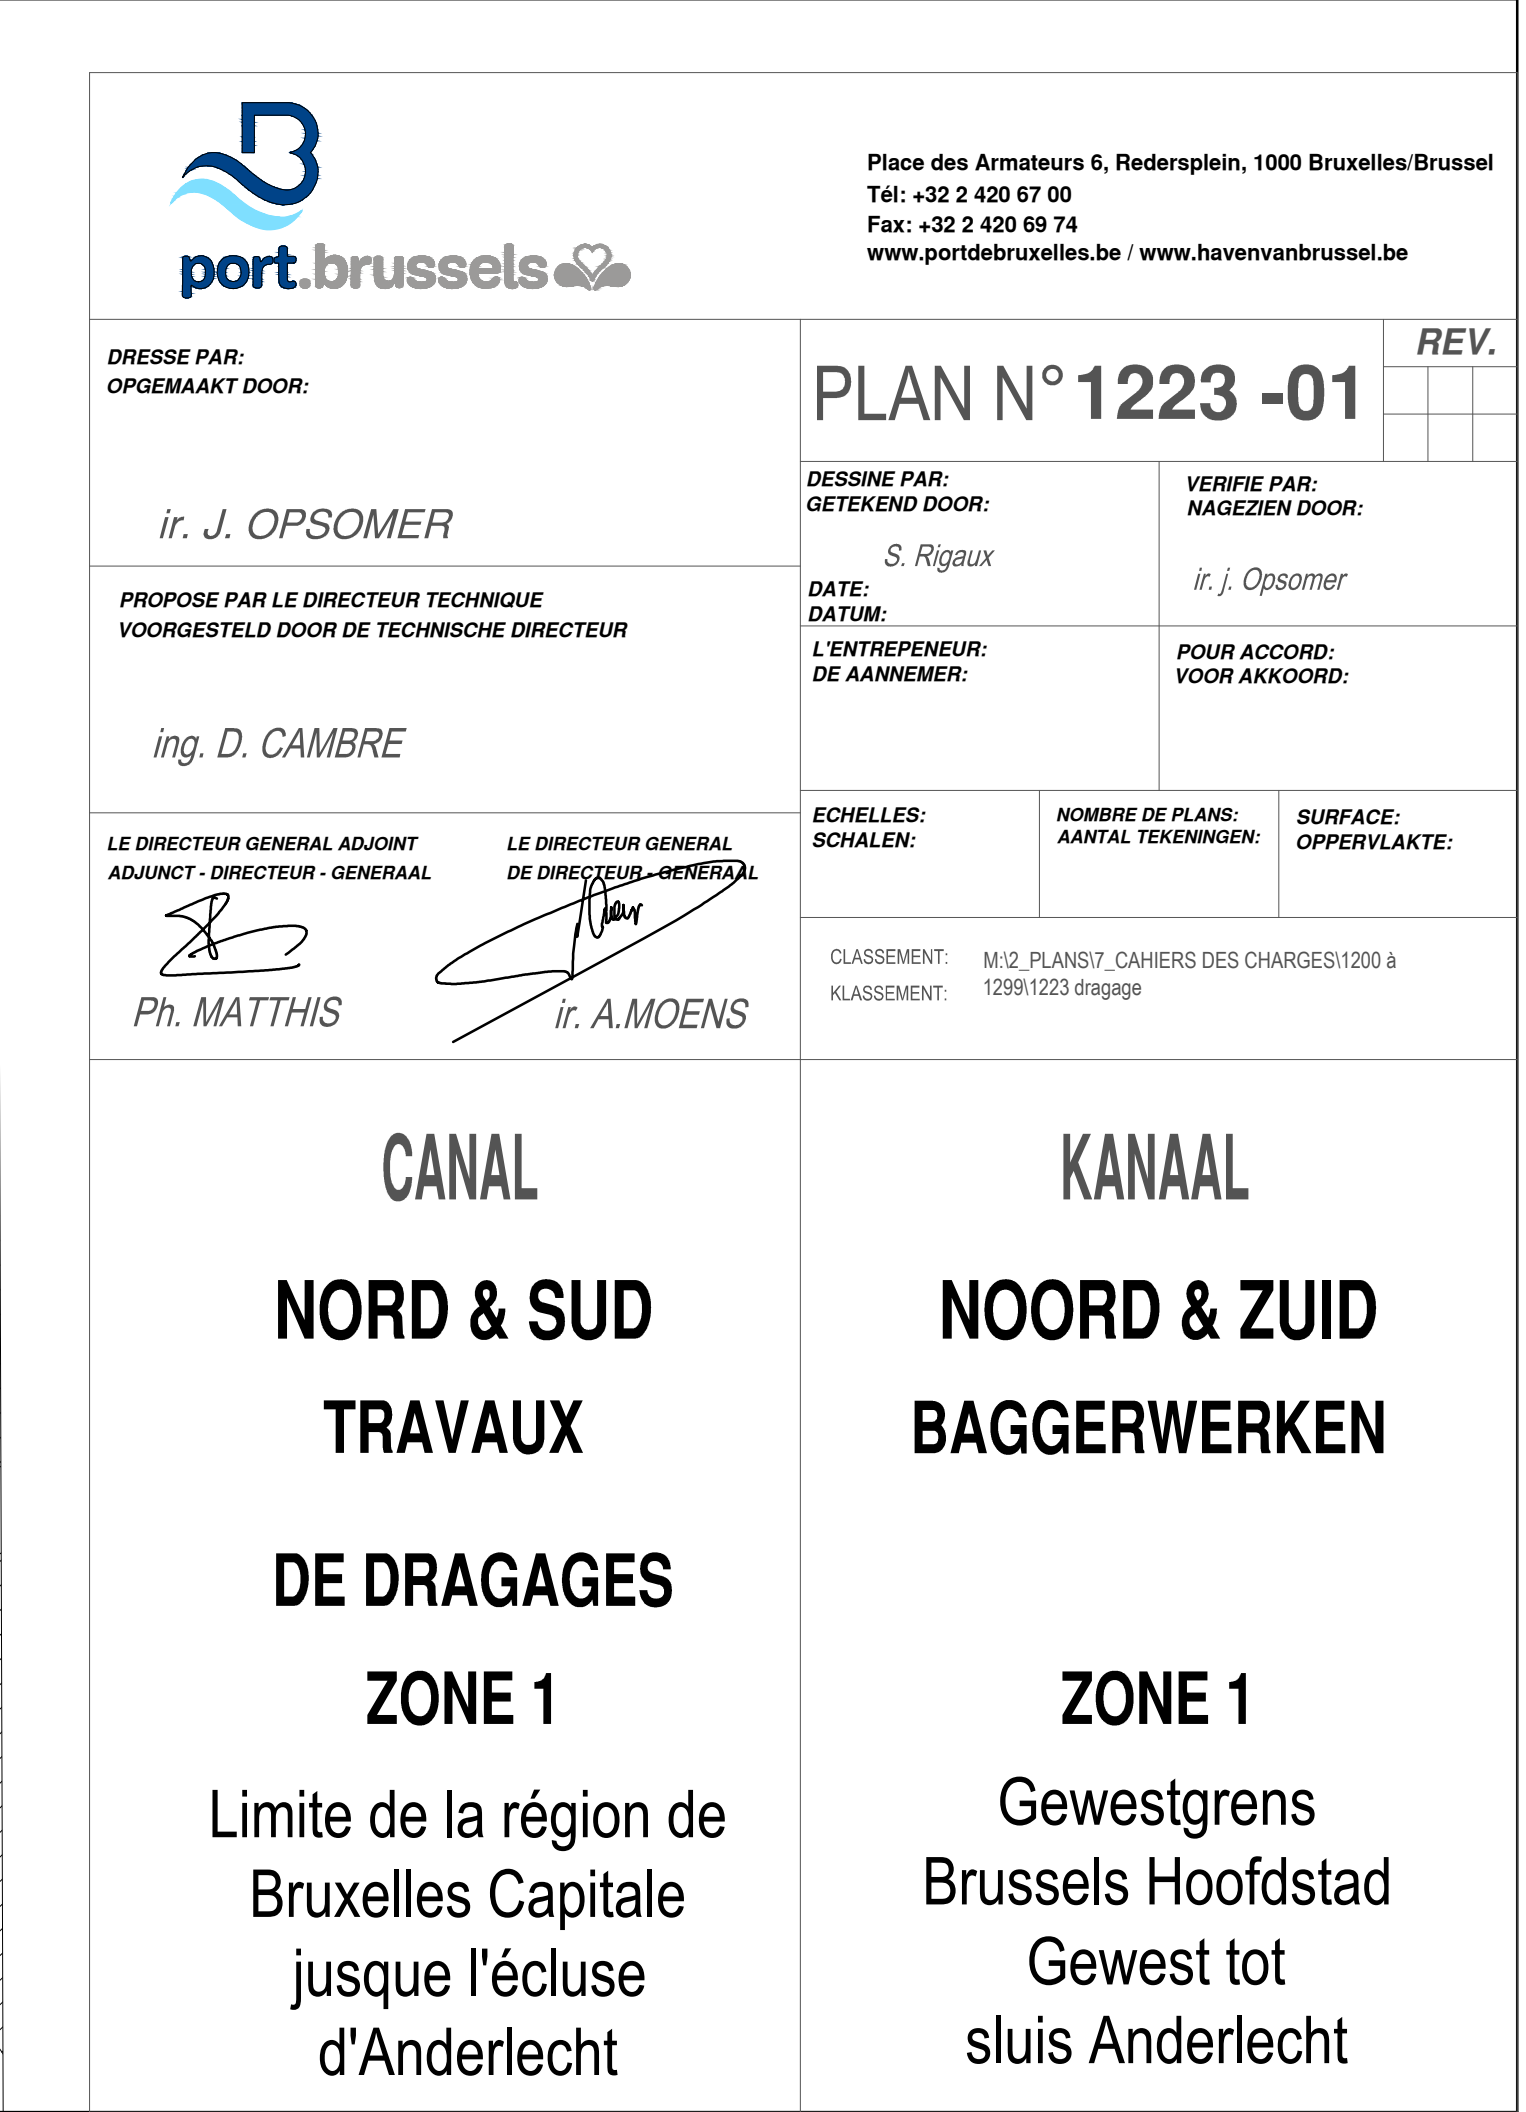 port.brussels
Place des Armateurs 6, Redersplein, 1000 Bruxelles/Brussel
Tél: +32 2 420 67 00
Fax: +32 2 420 69 74
www.portdebruxelles.be / www.havenvanbrussel.be
DRESSE PAR:
OPGEMAAKT DOOR:
ir. J. OPSOMER
PLAN N° 1223 -01
REV.
DESSINE PAR:
GETEKEND DOOR:
S. Rigaux
DATE:
DATUM:
VERIFIE PAR:
NAGEZIEN DOOR:
ir. j. Opsomer
PROPOSE PAR LE DIRECTEUR TECHNIQUE
VOORGESTELD DOOR DE TECHNISCHE DIRECTEUR
ing. D. CAMBRE
L'ENTREPENEUR:
DE AANNEMER:
POUR ACCORD:
VOOR AKKOORD:
LE DIRECTEUR GENERAL ADJOINT
ADJUNCT - DIRECTEUR - GENERAAL
Ph. MATTHIS
LE DIRECTEUR GENERAL
DE DIRECTEUR - GENERAAL
ir. A.MOENS
ECHELLES:
SCHALEN:
NOMBRE DE PLANS:
AANTAL TEKENINGEN:
SURFACE:
OPPERVLAKTE:
CLASSEMENT:
KLASSEMENT:
M:\2_PLANS\7_CAHIERS DES CHARGES\1200 à
1299\1223 dragage
CANAL
NORD & SUD
TRAVAUX
DE DRAGAGES
ZONE 1
Limite de la région de
Bruxelles Capitale
jusque l'écluse
d'Anderlecht
KANAAL
NOORD & ZUID
BAGGERWERKEN
ZONE 1
Gewestgrens
Brussels Hoofdstad
Gewest tot
sluis Anderlecht